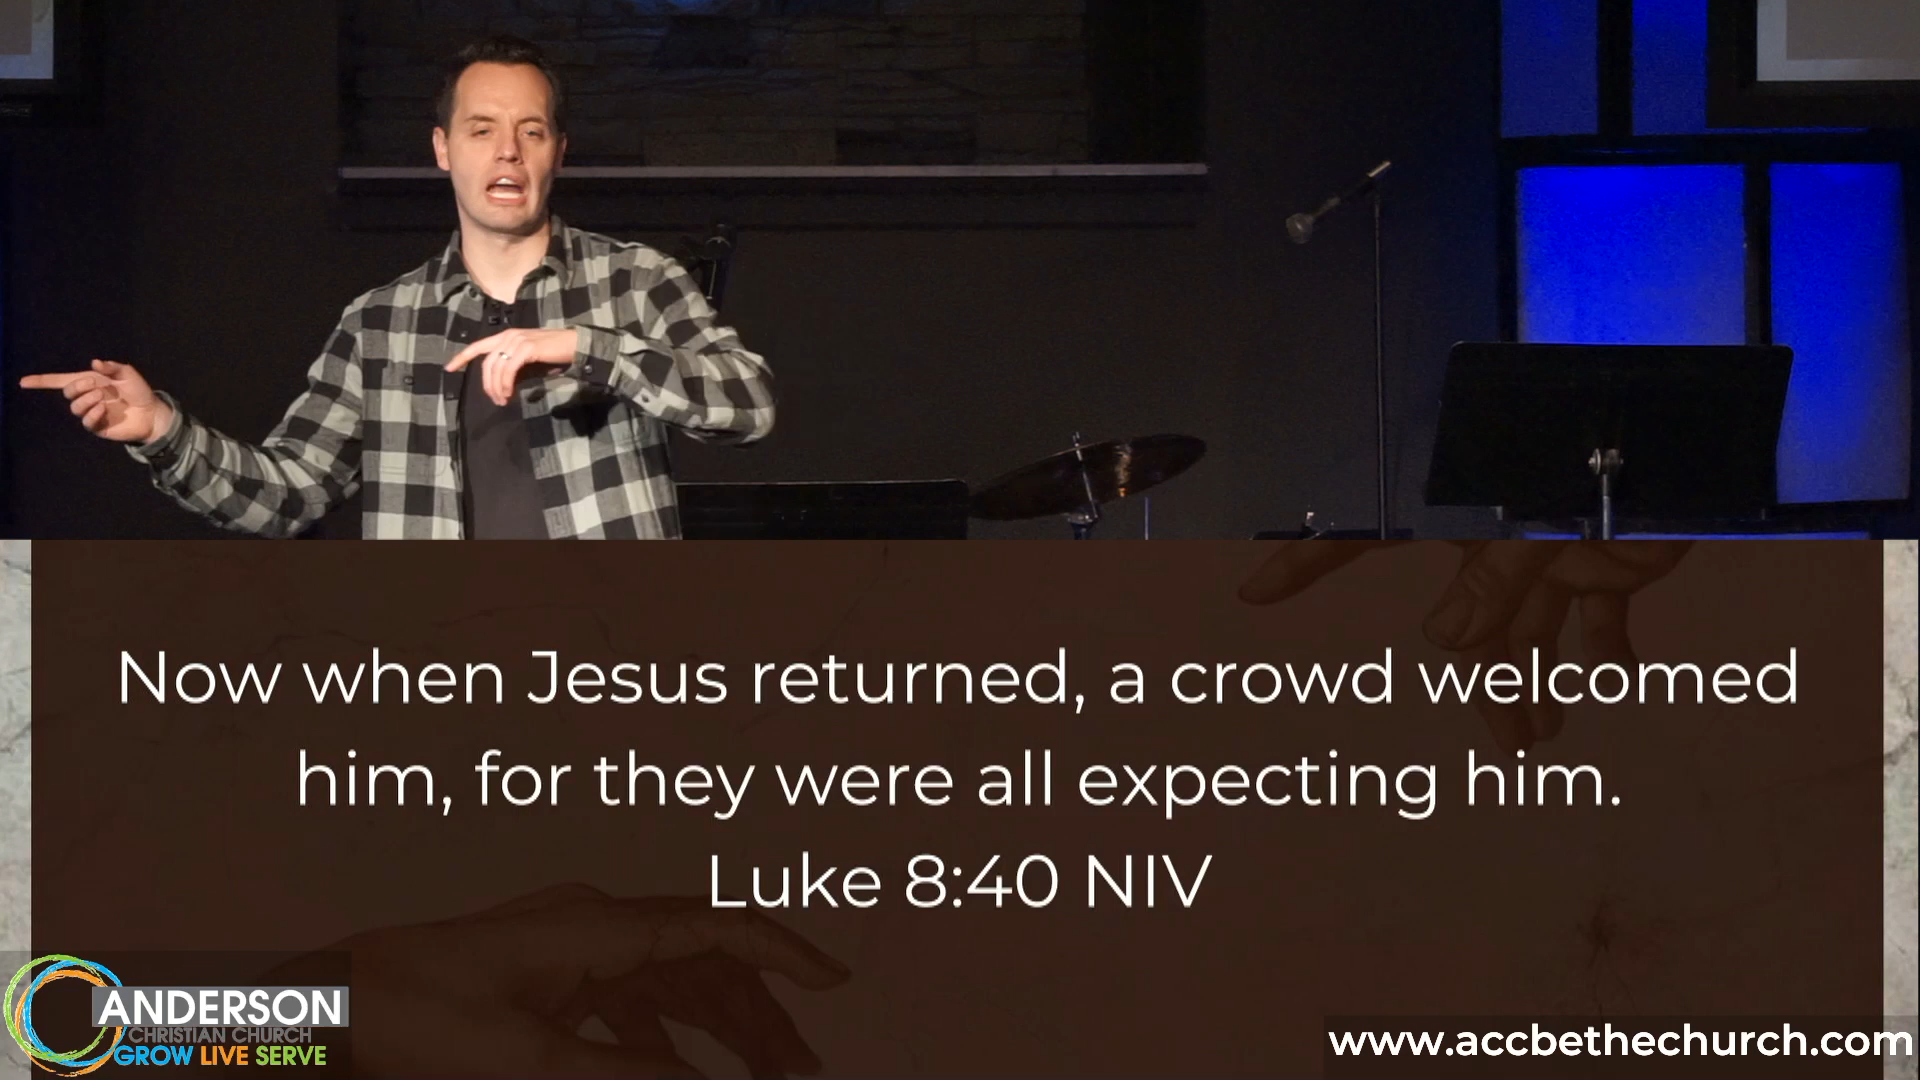 Now when Jesus returned, a crowd welcomed
him, for they were all expecting him.
Luke 8:40 NIV
ANDERSON
CHRISTIAN CHURCH
GROW LIVE SERVE
www.accbethechurch.com